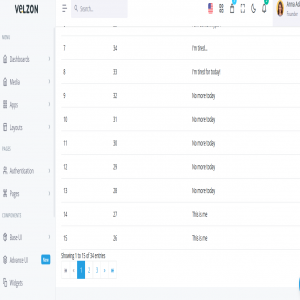 VELZON
Search...
Anna Ad
Founder
MENU
Dashboards
Media
Apps
Layouts
PAGES
Authentication
Pages
COMPONENTS
Base UI
Advance UI New
Widgets
7 34 I'm tired...
8 33 I'm tired for today!
9 32 No more today
10 31 No more today
11 30 No more today
12 29 No more today
13 28 No more today
14 27 This is me
15 26 This is me
Showing 1 to 15 of 34 entries
« ‹ 1 2 3 › »